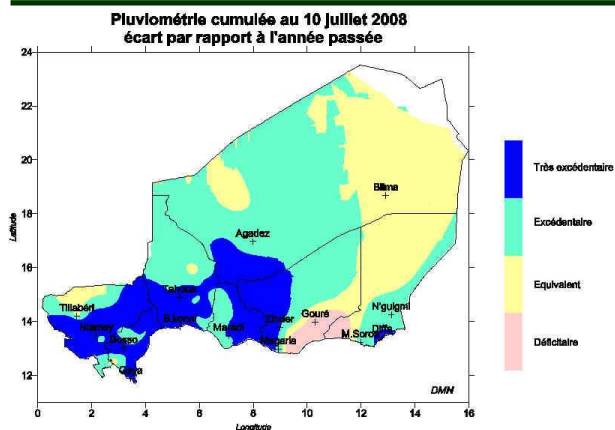 Pluviométrie cumulée au 10 juillet 2008
écart par rapport à l'année passée
24
22
20
18
16
14
12
Latitude
0
2
4
6
8
10
12
14
16
Longitude
Bilma
Agadez
Tahoua
Tillabéri
N'guigmi
Gouré
Zinder
B.konni
Niamey
Maradi
Diffa
M.Soroa
Dosso
Magaria
Gaya
DMN
Très excédentaire
Excédentaire
Equivalent
Déficitaire